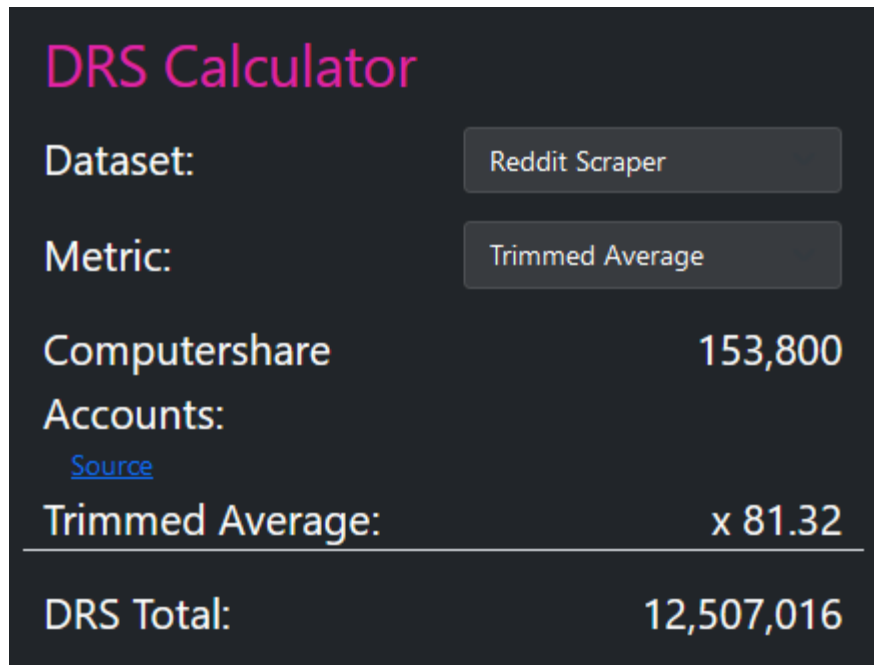 DRS Calculator
Dataset: Reddit Scraper
Metric: Trimmed Average
Computershare 153,800
Accounts:
Source
Trimmed Average: x 81.32
DRS Total: 12,507,016